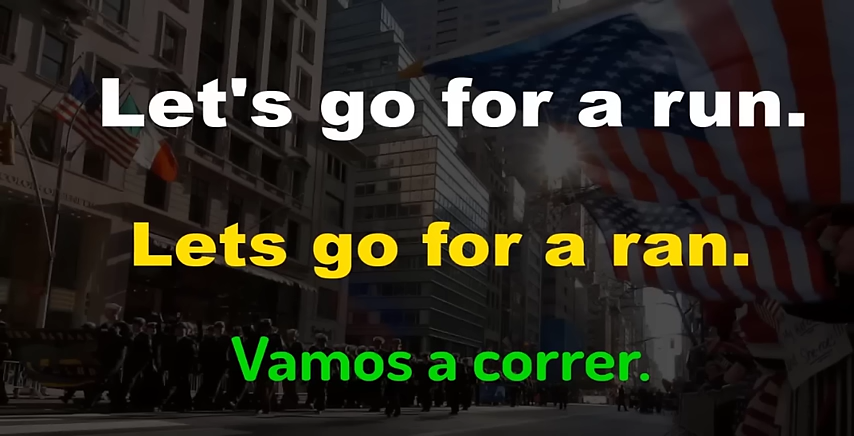 Let's go for a run.
Lets go for a ran.
Vamos a correr.